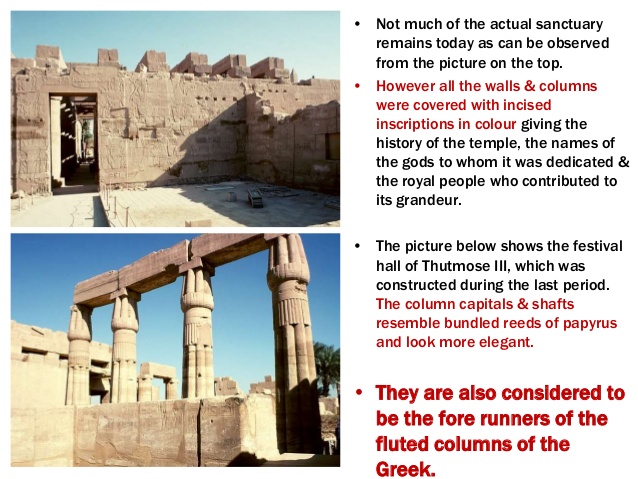 • Not much of the actual sanctuary
remains today as can be observed
from the picture on the top.
• However all the walls & columns
were covered with incised
inscriptions in colour giving the
history of the temple, the names of
the gods to whom it was dedicated &
the royal people who contributed to
its grandeur.
• The picture below shows the festival
hall of Thutmose III, which was
constructed during the last period.
The column capitals & shafts
resemble bundled reeds of papyrus
and look more elegant.
• They are also considered to
be the fore runners of the
fluted columns of the
Greek.